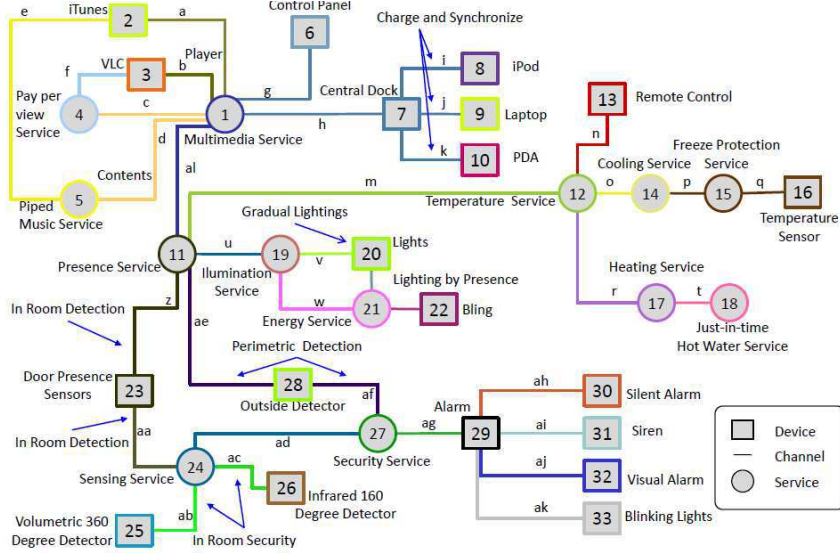 e
iTunes
2
a
Control Panel
6
Charge and Synchronize
Player
f
VLC
3
b
g
i
8
iPod
Pay per
view
Service
4
c
1
Multimedia Service
h
Central Dock
7
j
9
Laptop
13
Remote Control
d
k
10
PDA
n
Contents
al
5
Piped
Music Service
m
Temperature Service
12
Cooling Service
o
14
p
Freeze Protection
Service
15
q
16
Temperature
Sensor
Gradual Lightings
11
Presence Service
u
19
Ilumination
Service
v
20
Lights
Lighting by Presence
w
Energy Service
21
22
Bling
Heating Service
r
17
t
18
Just-in-time
Hot Water Service
z
In Room Detection
ae
Perimetric Detection
Door Presence
Sensors
23
28
Outside Detector
af
In Room Detection
aa
ad
27
Security Service
ag
Alarm
29
ah
30
Silent Alarm
ai
31
Siren
aj
32
Visual Alarm
ak
33
Blinking Lights
24
Sensing Service
ac
26
Infrared 160
Degree Detector
ab
In Room Security
Volumetric 360
Degree Detector
25
Device
Channel
Service